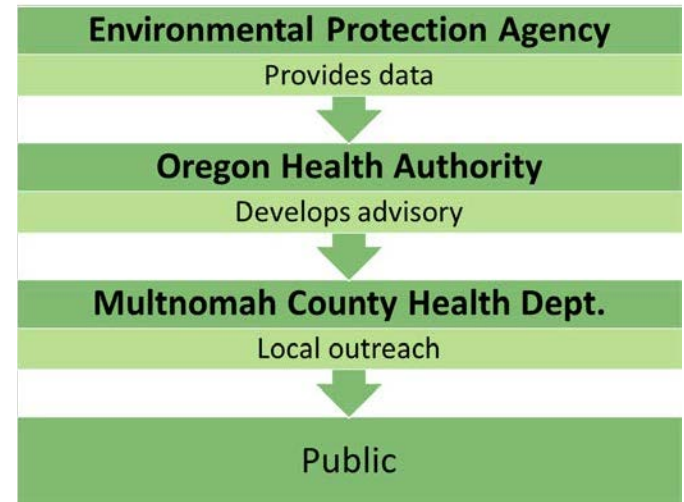 Environmental Protection Agency
Provides data
Oregon Health Authority
Develops advisory
Multnomah County Health Dept.
Local outreach
Public